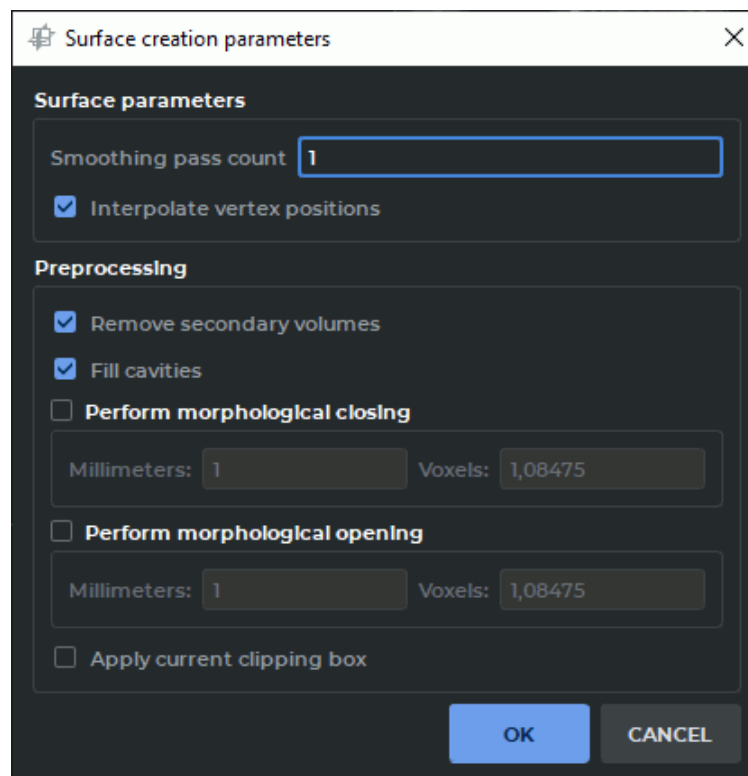 Surface creation parameters
Surface parameters
Smoothing pass count 1
Interpolate vertex positions
Preprocessing
Remove secondary volumes
Fill cavities
Perform morphological closing
Millimeters: 1 Voxels: 1,08475
Perform morphological opening
Millimeters: 1 Voxels: 1,08475
Apply current clipping box
OK CANCEL